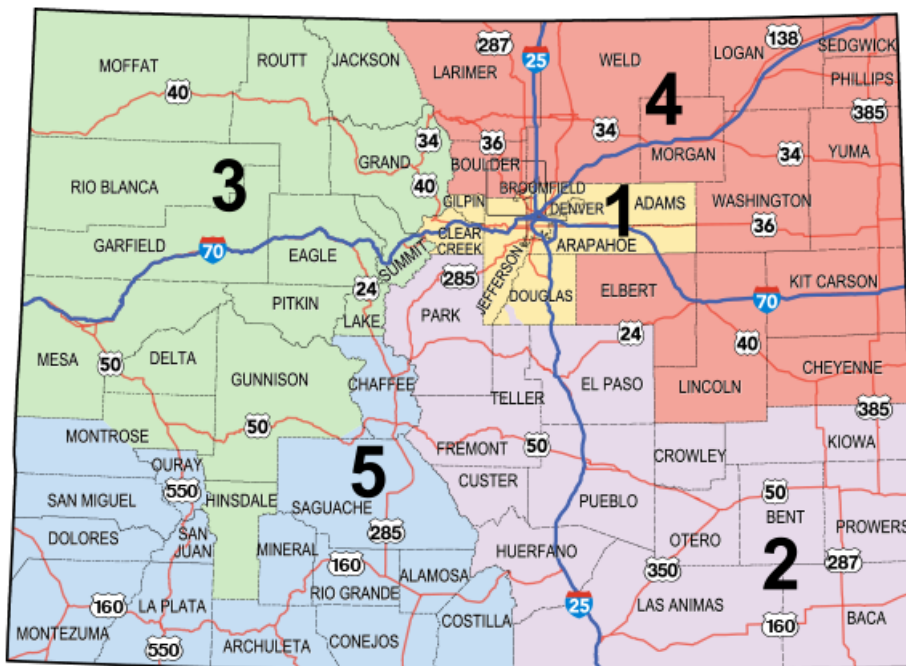 MOFFAT
ROUTT
JACKSON
LARIMER
287
25
WELD
LOGAN
138
SEDGWICK
PHILLIPS
40
4
385
34
36
34
GRAND
BOULDER
MORGAN
34
YUMA
3
RIO BLANCA
40
BROOMFIELD
GILPIN
DENVER
1
ADAMS
WASHINGTON
36
GARFIELD
70
EAGLE
SUMMIT
CLEAR
CREEK
ARAPAHOE
285
JEFFERSON
DOUGLAS
ELBERT
KIT CARSON
70
24
PITKIN
LAKE
PARK
24
40
MESA
50
DELTA
GUNNISON
CHAFFEE
TELLER
EL PASO
LINCOLN
CHEYENNE
385
MONTROSE
50
FREMONT
50
CROWLEY
KIOWA
OURAY
550
SAN MIGUEL
HINSDALE
5
SAGUACHE
CUSTER
PUEBLO
50
BENT
PROWERS
DOLORES
SAN
JUAN
MINERAL
285
HUERFANO
OTERO
2
287
160
RIO GRANDE
ALAMOSA
350
160
LA PLATA
COSTILLA
25
LAS ANIMAS
160
BACA
MONTEZUMA
550
ARCHULETA
CONEJOS